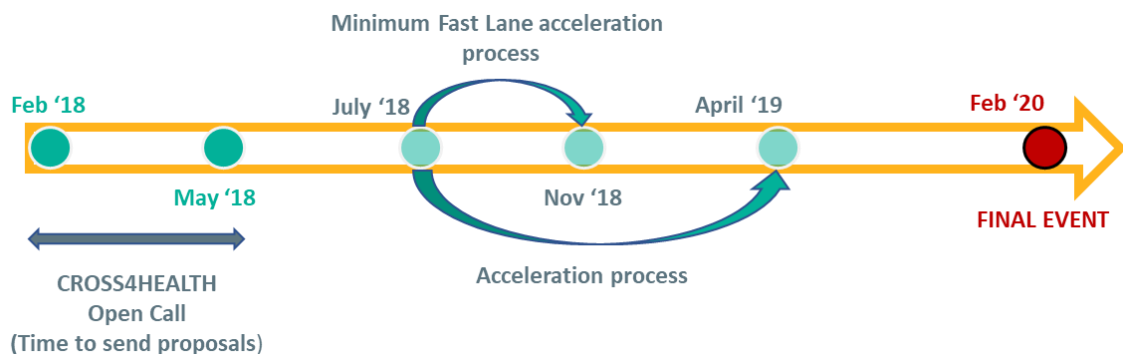 Minimum Fast Lane acceleration
process
Feb ‘18
July ‘18
April ‘19
Feb ‘20
May ‘18
Nov ‘18
FINAL EVENT
Acceleration process
CROSS4HEALTH
Open Call
(Time to send proposals)